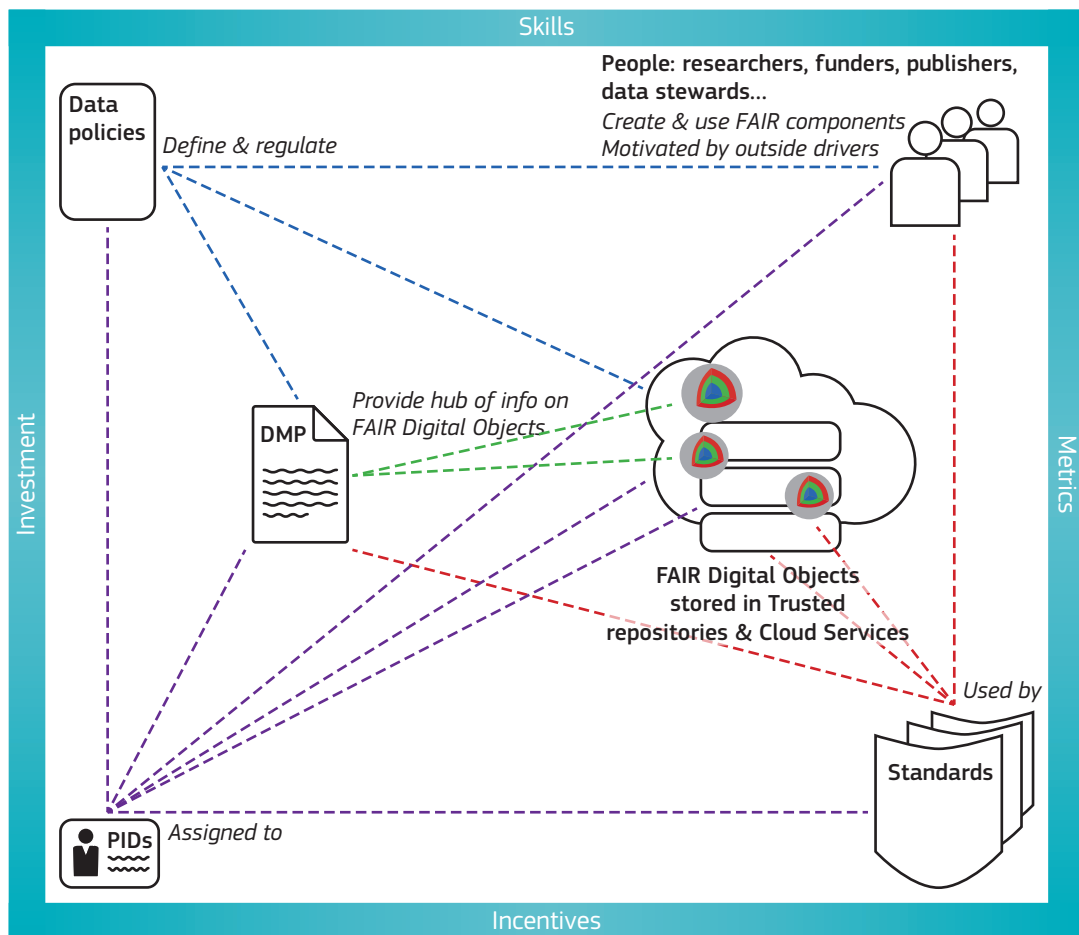 Skills
People: researchers, funders, publishers,
data stewards...
Create & use FAIR components
Motivated by outside drivers
Data
policies
Define & regulate
Provide hub of info on
FAIR Digital Objects
DMP
Investment
Metrics
FAIR Digital Objects
stored in Trusted
repositories & Cloud Services
Used by
Standards
PIDs
Assigned to
Incentives